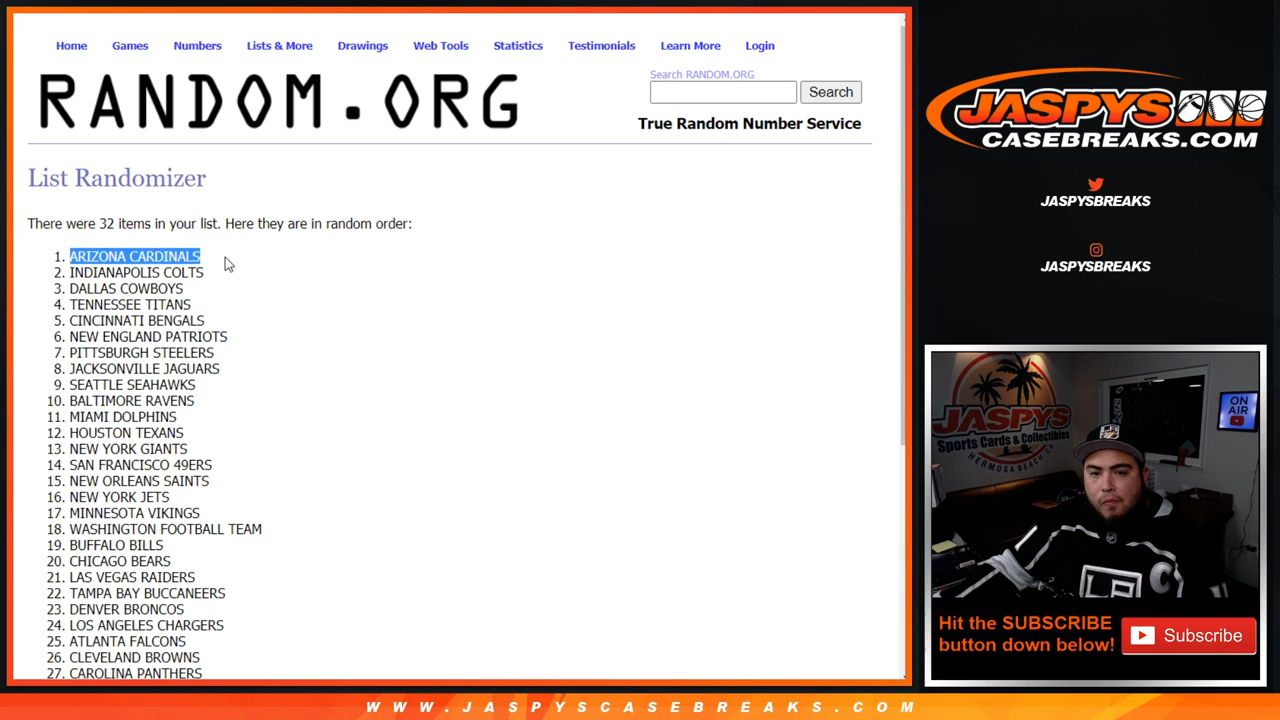 Home Games Numbers Lists & More Drawings Web Tools Statistics Testimonials Learn More Login
RANDOM.ORG
Search RANDOM.ORG
Search
True Random Number Service
List Randomizer
There were 32 items in your list. Here they are in random order:
1. ARIZONA CARDINALS
2. INDIANAPOLIS COLTS
3. DALLAS COWBOYS
4. TENNESSEE TITANS
5. CINCINNATI BENGALS
6. NEW ENGLAND PATRIOTS
7. PITTSBURGH STEELERS
8. JACKSONVILLE JAGUARS
9. SEATTLE SEAHAWKS
10. BALTIMORE RAVENS
11. MIAMI DOLPHINS
12. HOUSTON TEXANS
13. NEW YORK GIANTS
14. SAN FRANCISCO 49ERS
15. NEW ORLEANS SAINTS
16. NEW YORK JETS
17. MINNESOTA VIKINGS
18. WASHINGTON FOOTBALL TEAM
19. BUFFALO BILLS
20. CHICAGO BEARS
21. LAS VEGAS RAIDERS
22. TAMPA BAY BUCCANEERS
23. DENVER BRONCOS
24. LOS ANGELES CHARGERS
25. ATLANTA FALCONS
26. CLEVELAND BROWNS
27. CAROLINA PANTHERS
JASPYS
CASEBREAKS.COM
JASPYSBREAKS
JASPYSBREAKS
JASPYS
Sports Cards & Collectibles
HERMOSA BEACH, CA
ON
AIR
LA
C
Hit the SUBSCRIBE
button down below!
Subscribe
WWW.JASPYSCASEBREAKS.COM